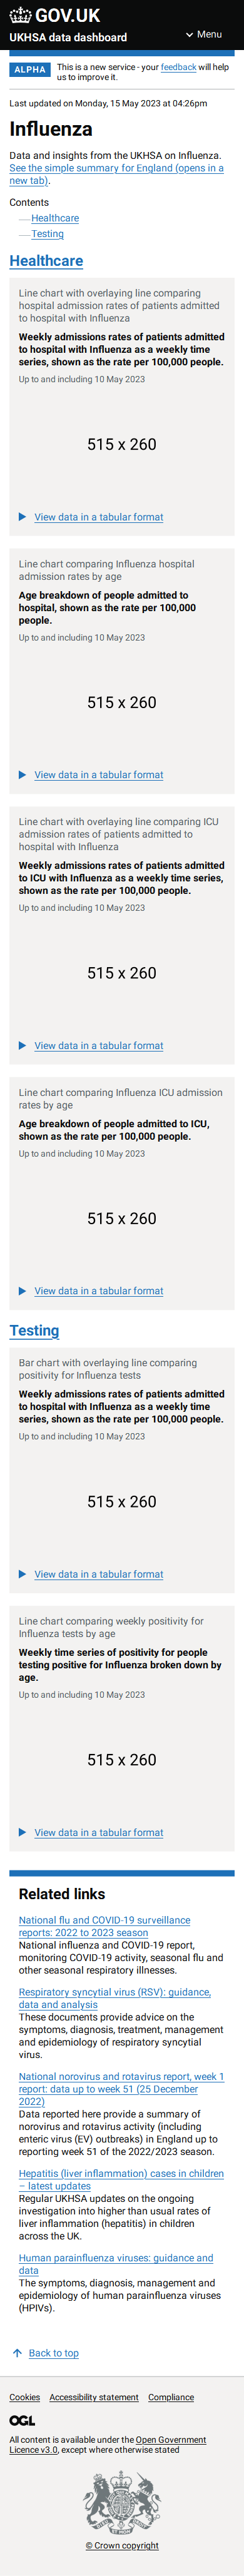 GOV.UK
UKHSA data dashboard
Menu
ALPHA
This is a new service - your feedback will help
us to improve it.
Last updated on Monday, 15 May 2023 at 04:26pm
Influenza
Data and insights from the UKHSA on Influenza.
See the simple summary for England (opens in a
new tab).
Contents
Healthcare
Testing
Healthcare
Line chart with overlaying line comparing
hospital admission rates of patients admitted
to hospital with Influenza
Weekly admissions rates of patients admitted
to hospital with Influenza as a weekly time
series, shown as the rate per 100,000 people.
Up to and including 10 May 2023
515 x 260
View data in a tabular format
Line chart comparing Influenza hospital
admission rates by age
Age breakdown of people admitted to
hospital, shown as the rate per 100,000
people.
Up to and including 10 May 2023
515 x 260
View data in a tabular format
Line chart with overlaying line comparing ICU
admission rates of patients admitted to
hospital with Influenza
Weekly admissions rates of patients admitted
to ICU with Influenza as a weekly time series,
shown as the rate per 100,000 people.
Up to and including 10 May 2023
515 x 260
View data in a tabular format
Line chart comparing Influenza ICU admission
rates by age
Age breakdown of people admitted to ICU,
shown as the rate per 100,000 people.
Up to and including 10 May 2023
515 x 260
View data in a tabular format
Testing
Bar chart with overlaying line comparing
positivity for Influenza tests
Weekly admissions rates of patients admitted
to hospital with Influenza as a weekly time
series, shown as the rate per 100,000 people.
Up to and including 10 May 2023
515 x 260
View data in a tabular format
Line chart comparing weekly positivity for
Influenza tests by age
Weekly time series of positivity for people
testing positive for Influenza broken down by
age.
Up to and including 10 May 2023
515 x 260
View data in a tabular format
Related links
National flu and COVID-19 surveillance
reports: 2022 to 2023 season
National influenza and COVID-19 report,
monitoring COVID-19 activity, seasonal flu and
other seasonal respiratory illnesses.
Respiratory syncytial virus (RSV): guidance,
data and analysis
These documents provide advice on the
symptoms, diagnosis, treatment, management
and epidemiology of respiratory syncytial
virus.
National norovirus and rotavirus report, week 1
report: data up to week 51 (25 December
2022)
Data reported here provide a summary of
norovirus and rotavirus activity (including
enteric virus (EV) outbreaks) in England up to
reporting week 51 of the 2022/2023 season.
Hepatitis (liver inflammation) cases in children
– latest updates
Regular UKHSA updates on the ongoing
investigation into higher than usual rates of
liver inflammation (hepatitis) in children
across the UK.
Human parainfluenza viruses: guidance and
data
The symptoms, diagnosis, management and
epidemiology of human parainfluenza viruses
(HPIVs).
Back to top
Cookies Accessibility statement Compliance
OGL
All content is available under the Open Government
Licence v3.0, except where otherwise stated
© Crown copyright